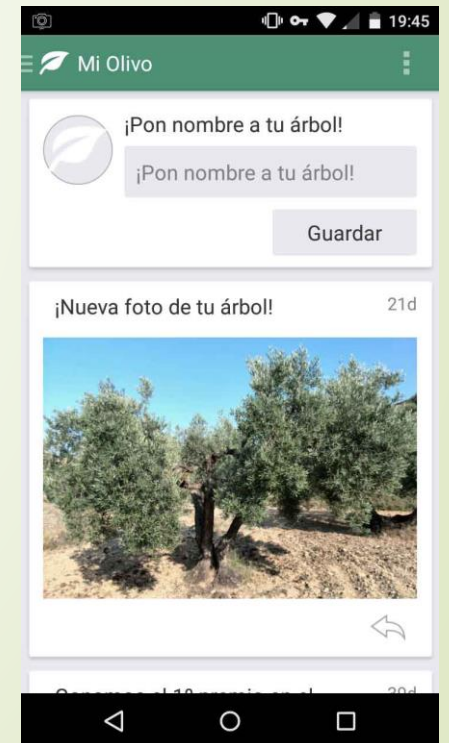 19:45
Mi Olivo
¡Pon nombre a tu árbol!
¡Pon nombre a tu árbol!
Guardar
¡Nueva foto de tu árbol!
21d